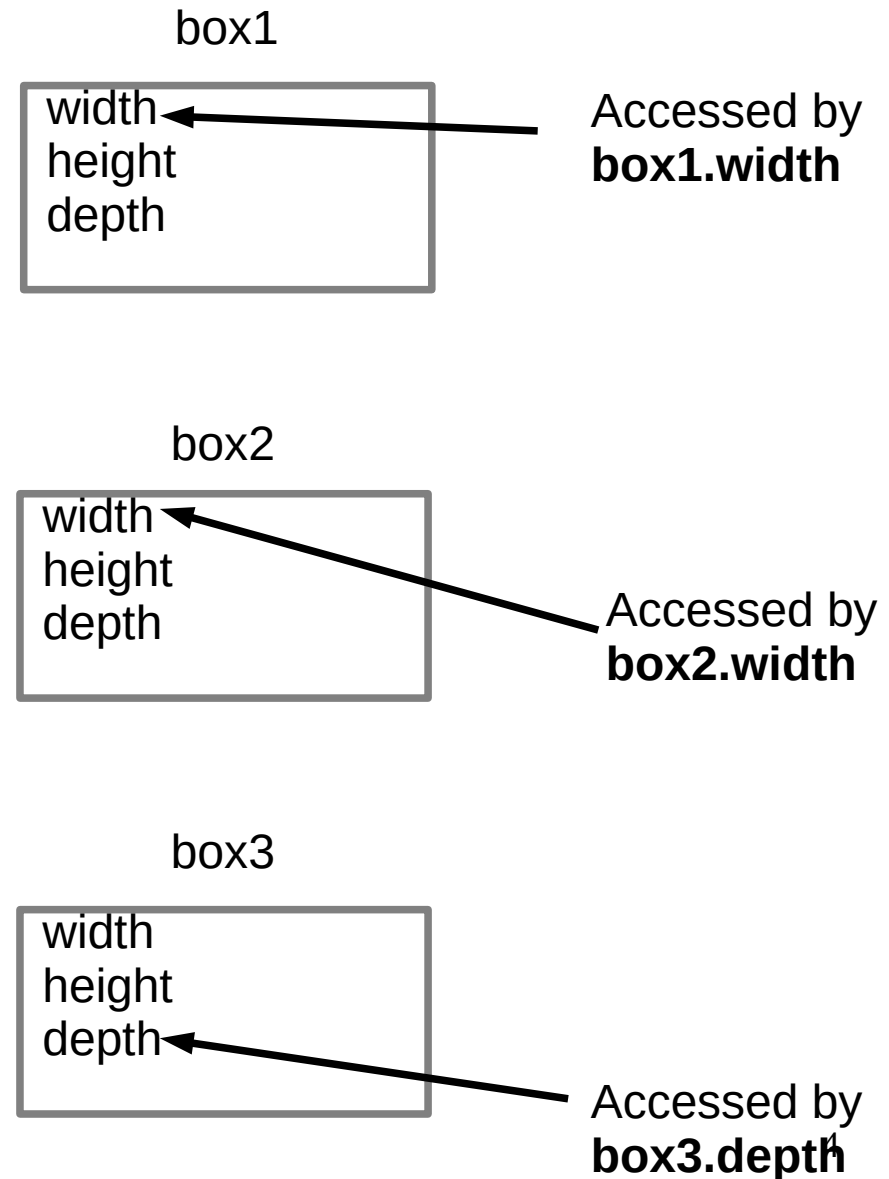 box1
width
height
depth
Accessed by
box1.width
box2
width
height
depth
Accessed by
box2.width
box3
width
height
depth
Accessed by
box3.depth
4